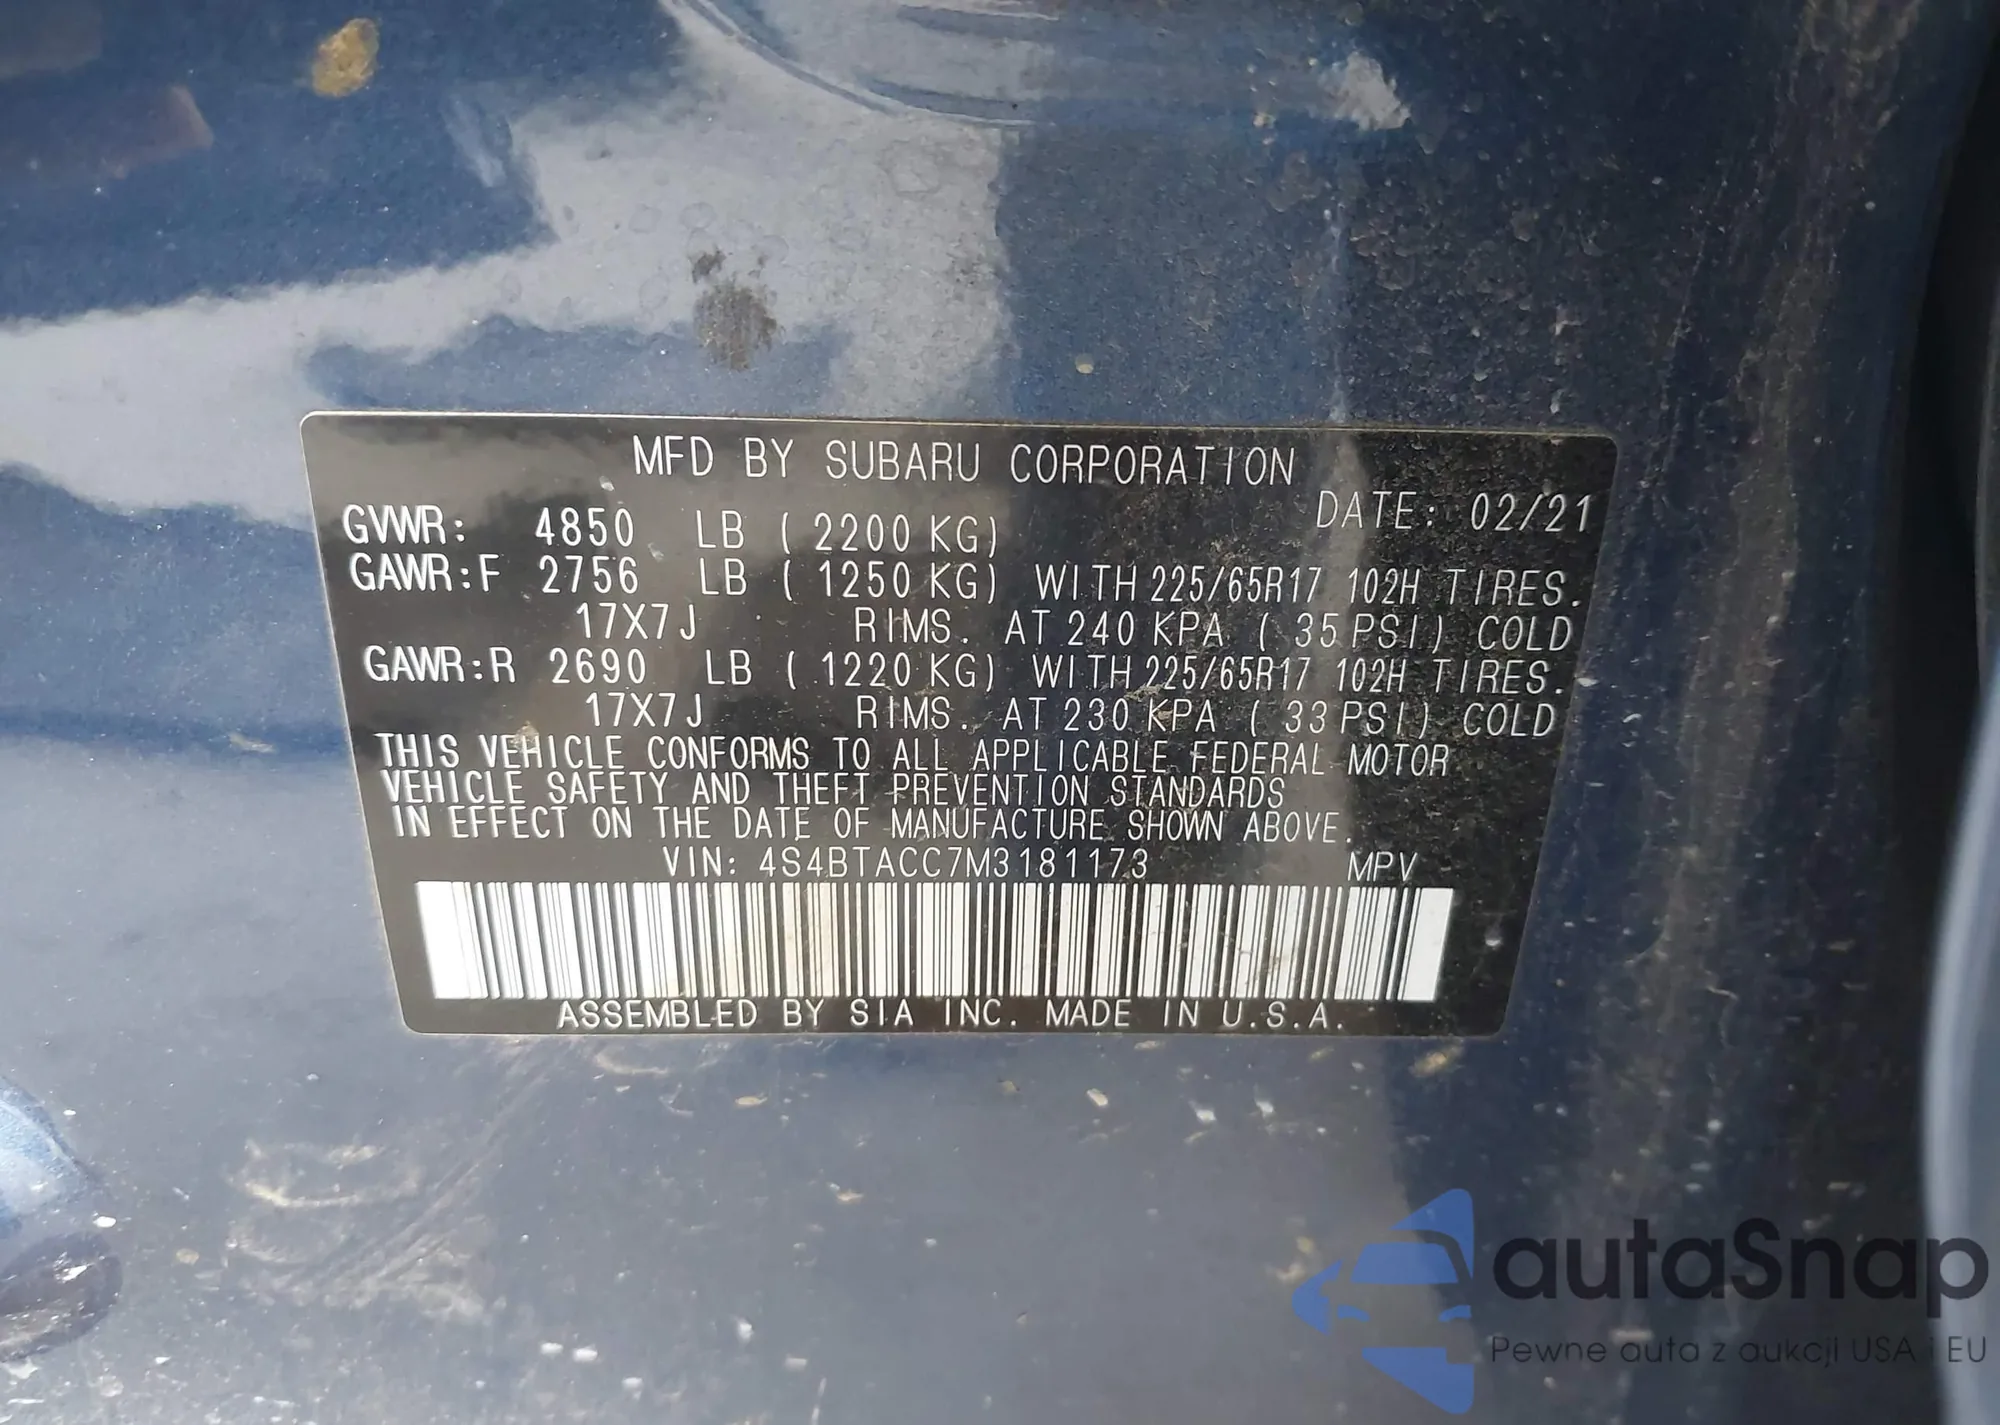 MFD BY SUBARU CORPORATION
DATE: 02/21
GVWR: 4850 LB ( 2200 KG)
GAWR:F 2756 LB ( 1250 KG) WITH 225/65R17 102H TIRES.
17X7J RIMS. AT 240 KPA ( 35 PSI) COLD
GAWR:R 2690 LB ( 1220 KG) WITH 225/65R17 102H TIRES.
17X7J RIMS. AT 230 KPA ( 33 PSI) COLD
THIS VEHICLE CONFORMS TO ALL APPLICABLE FEDERAL MOTOR
VEHICLE SAFETY AND THEFT PREVENTION STANDARDS
IN EFFECT ON THE DATE OF MANUFACTURE SHOWN ABOVE.
VIN: 4S4BTACC7M3181173 MPV
ASSEMBLED BY SIA INC. MADE IN U.S.A.
autaSnap
Pewne auta z aukcji USA i EU